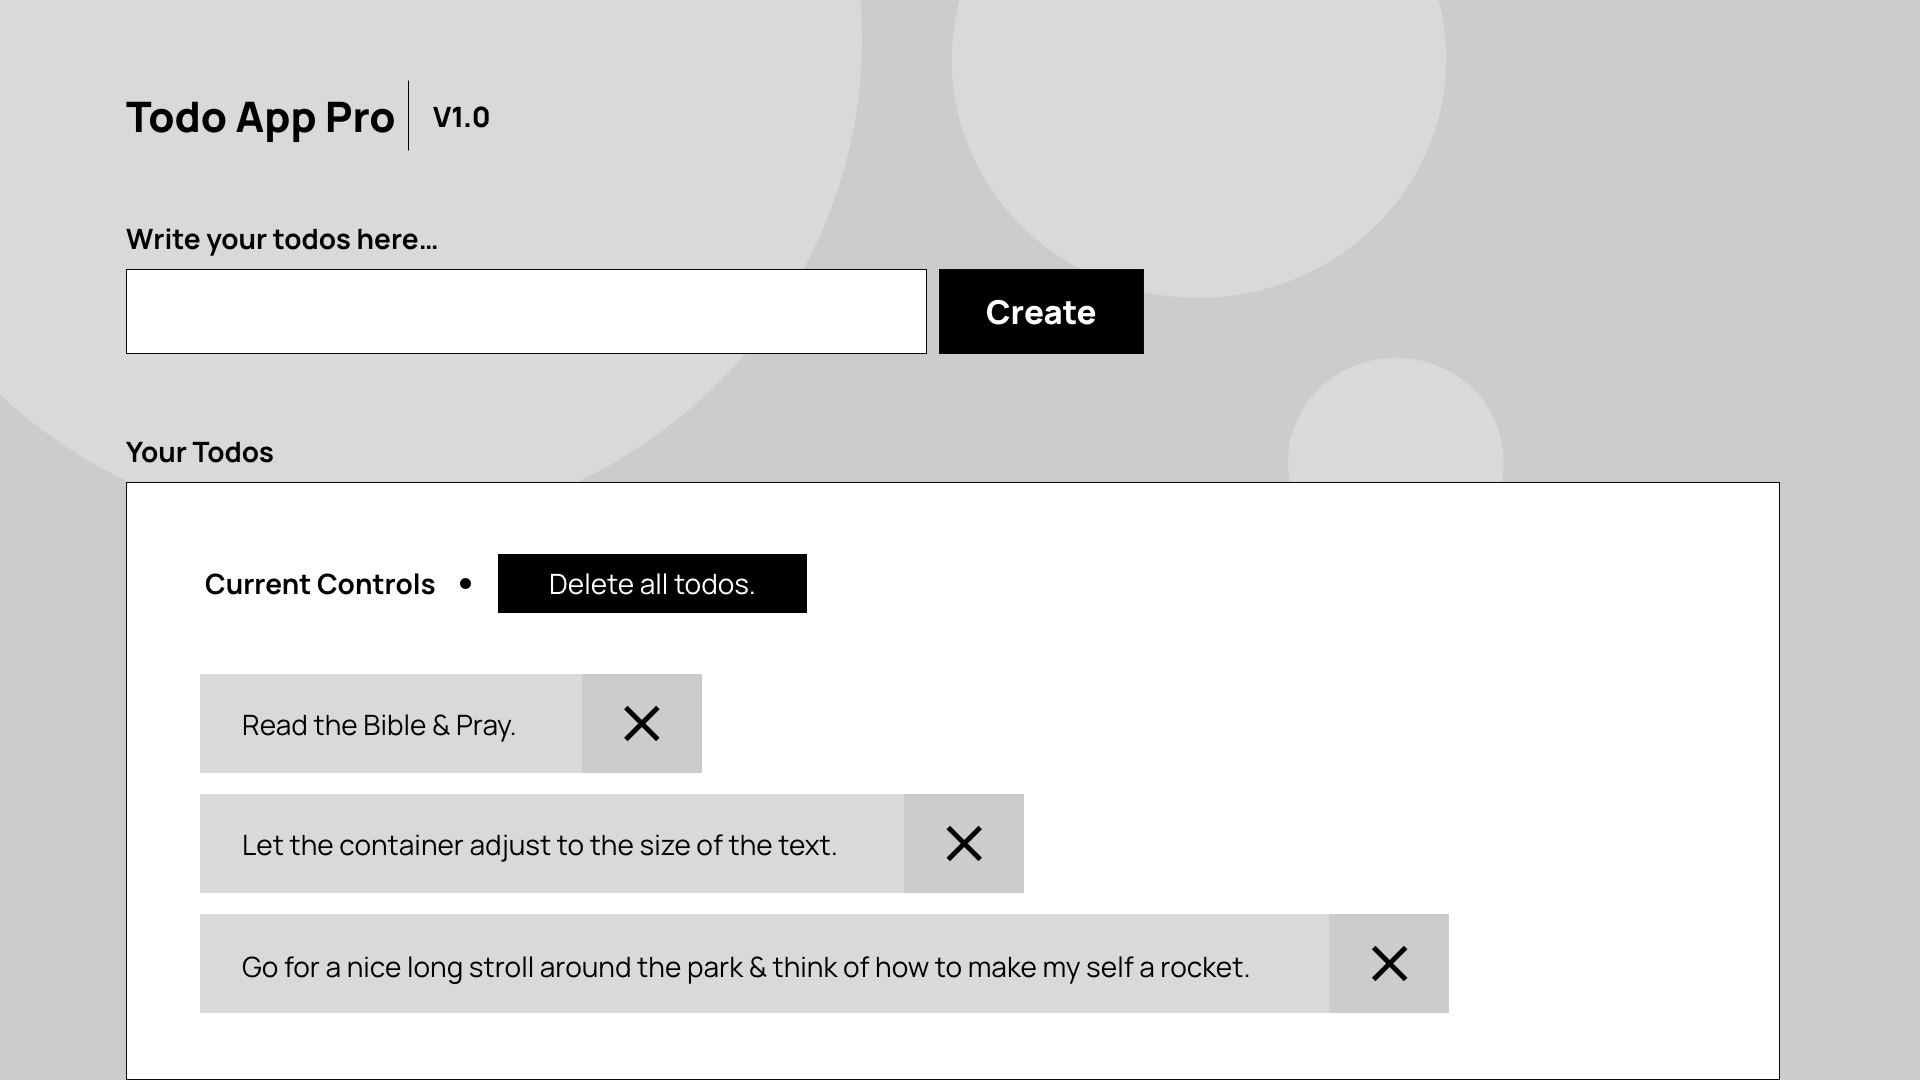 Todo App Pro V1.0
Write your todos here...
Create
Your Todos
Current Controls • Delete all todos.
Read the Bible & Pray.
Let the container adjust to the size of the text.
Go for a nice long stroll around the park & think of how to make my self a rocket.